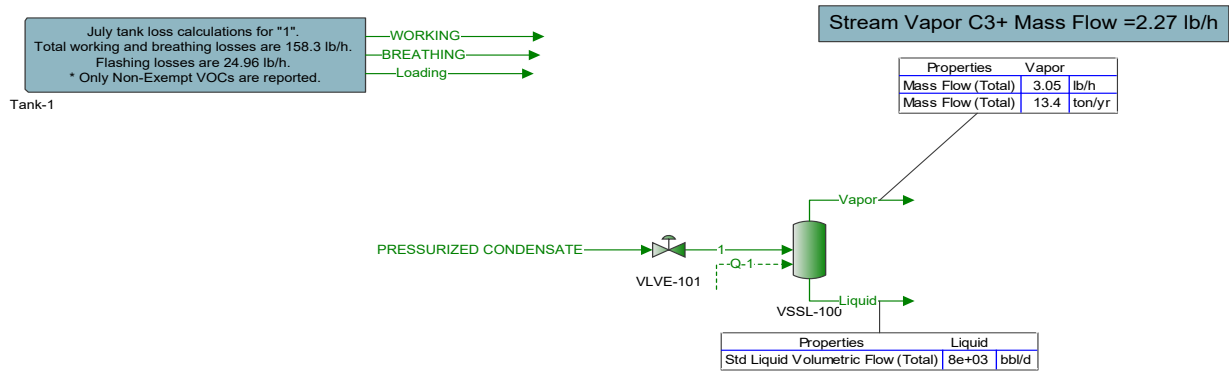 July tank loss calculations for "1".
Total working and breathing losses are 158.3 lb/h.
Flashing losses are 24.96 lb/h.
* Only Non-Exempt VOCs are reported.
Tank-1
WORKING
BREATHING
Loading
Stream Vapor C3+ Mass Flow =2.27 lb/h
Properties Vapor
Mass Flow (Total) 3.05 lb/h
Mass Flow (Total) 13.4 ton/yr
Vapor
PRESSURIZED CONDENSATE
1
Q-1
VLVE-101
Liquid
VSSL-100
Properties Liquid
Std Liquid Volumetric Flow (Total) 8e+03 bbl/d